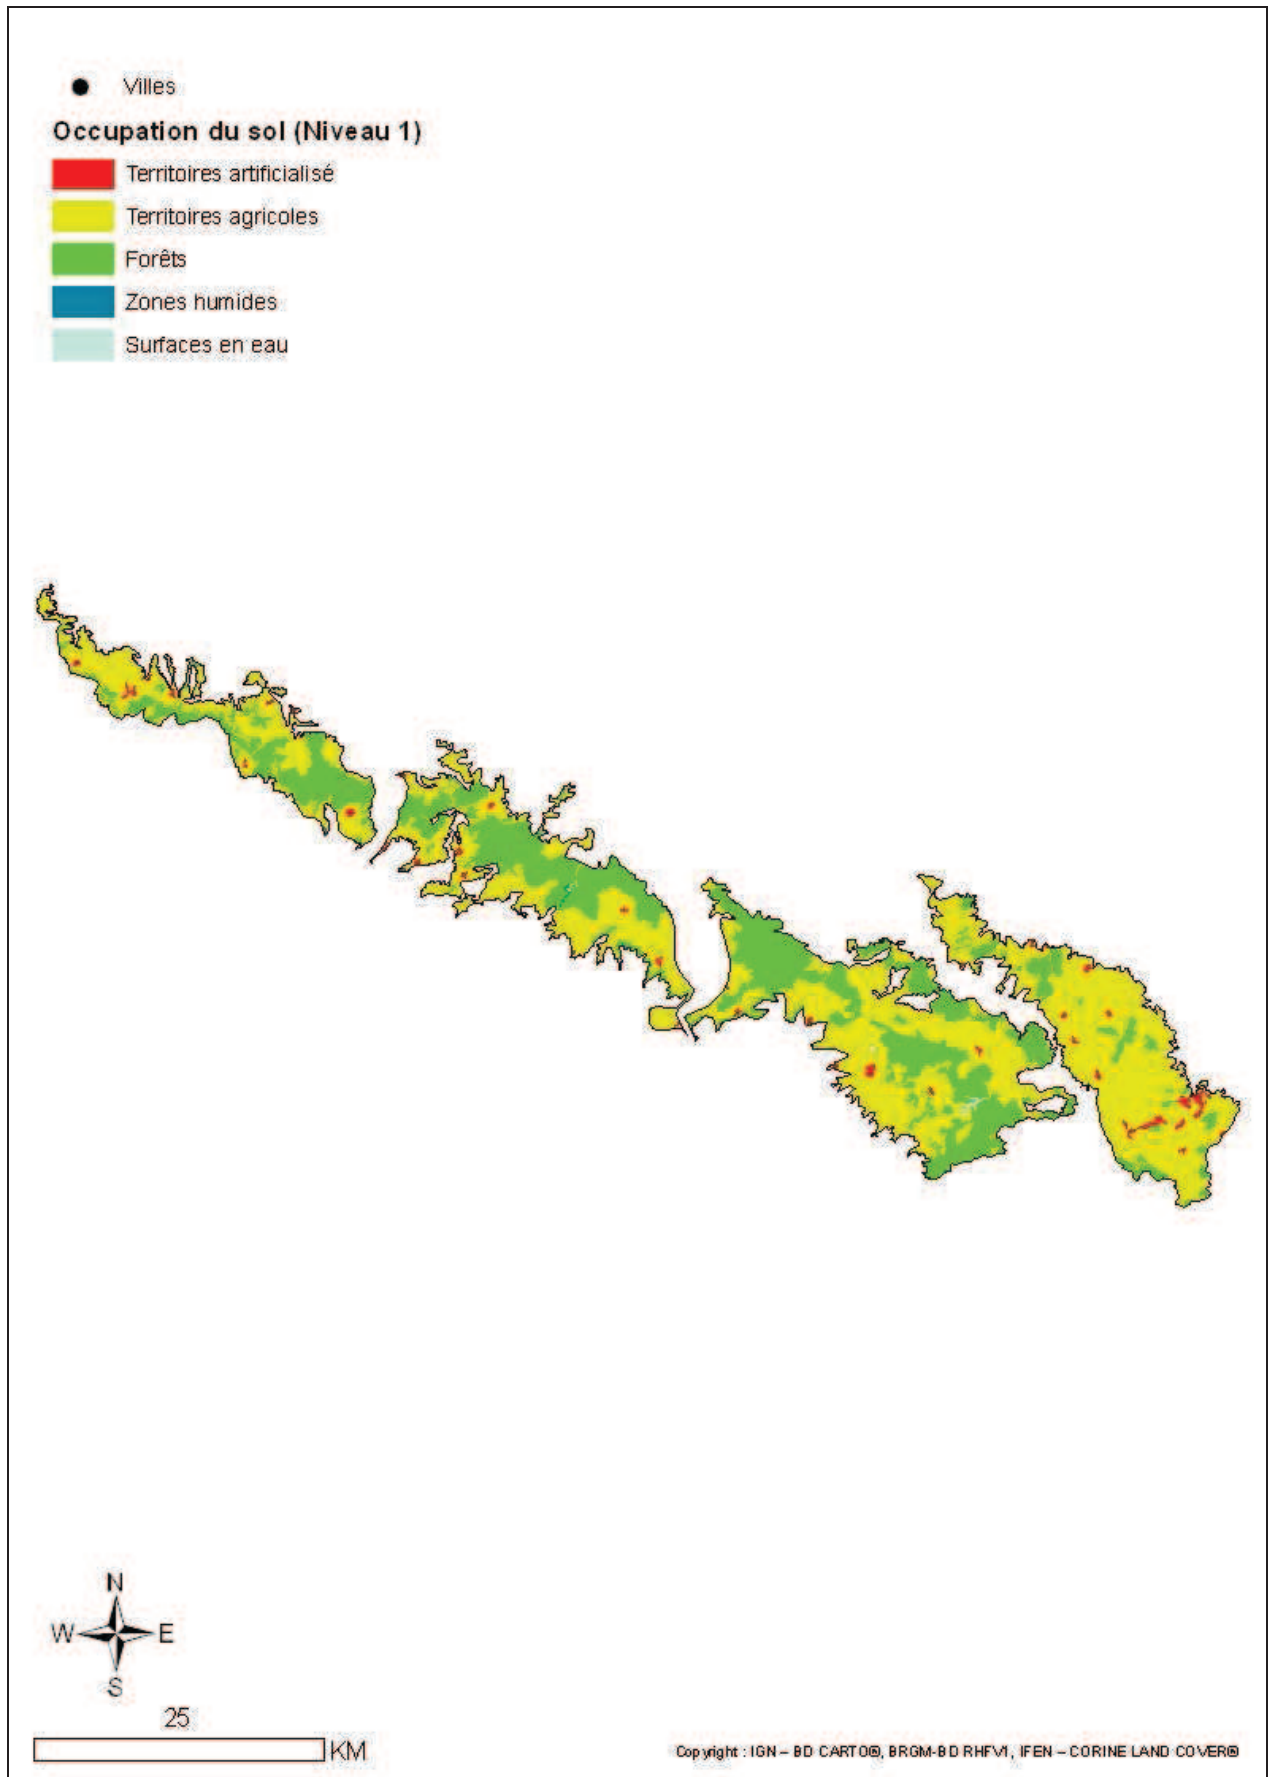 Villes
Occupation du sol (Niveau 1)
Territoires artificialisé
Territoires agricoles
Forêts
Zones humides
Surfaces en eau
N
W E
S
25
KM
Copyright : IGN – BD CARTO®, BRGM-BD RHFV1, IFEN – CORINE LAND COVER®